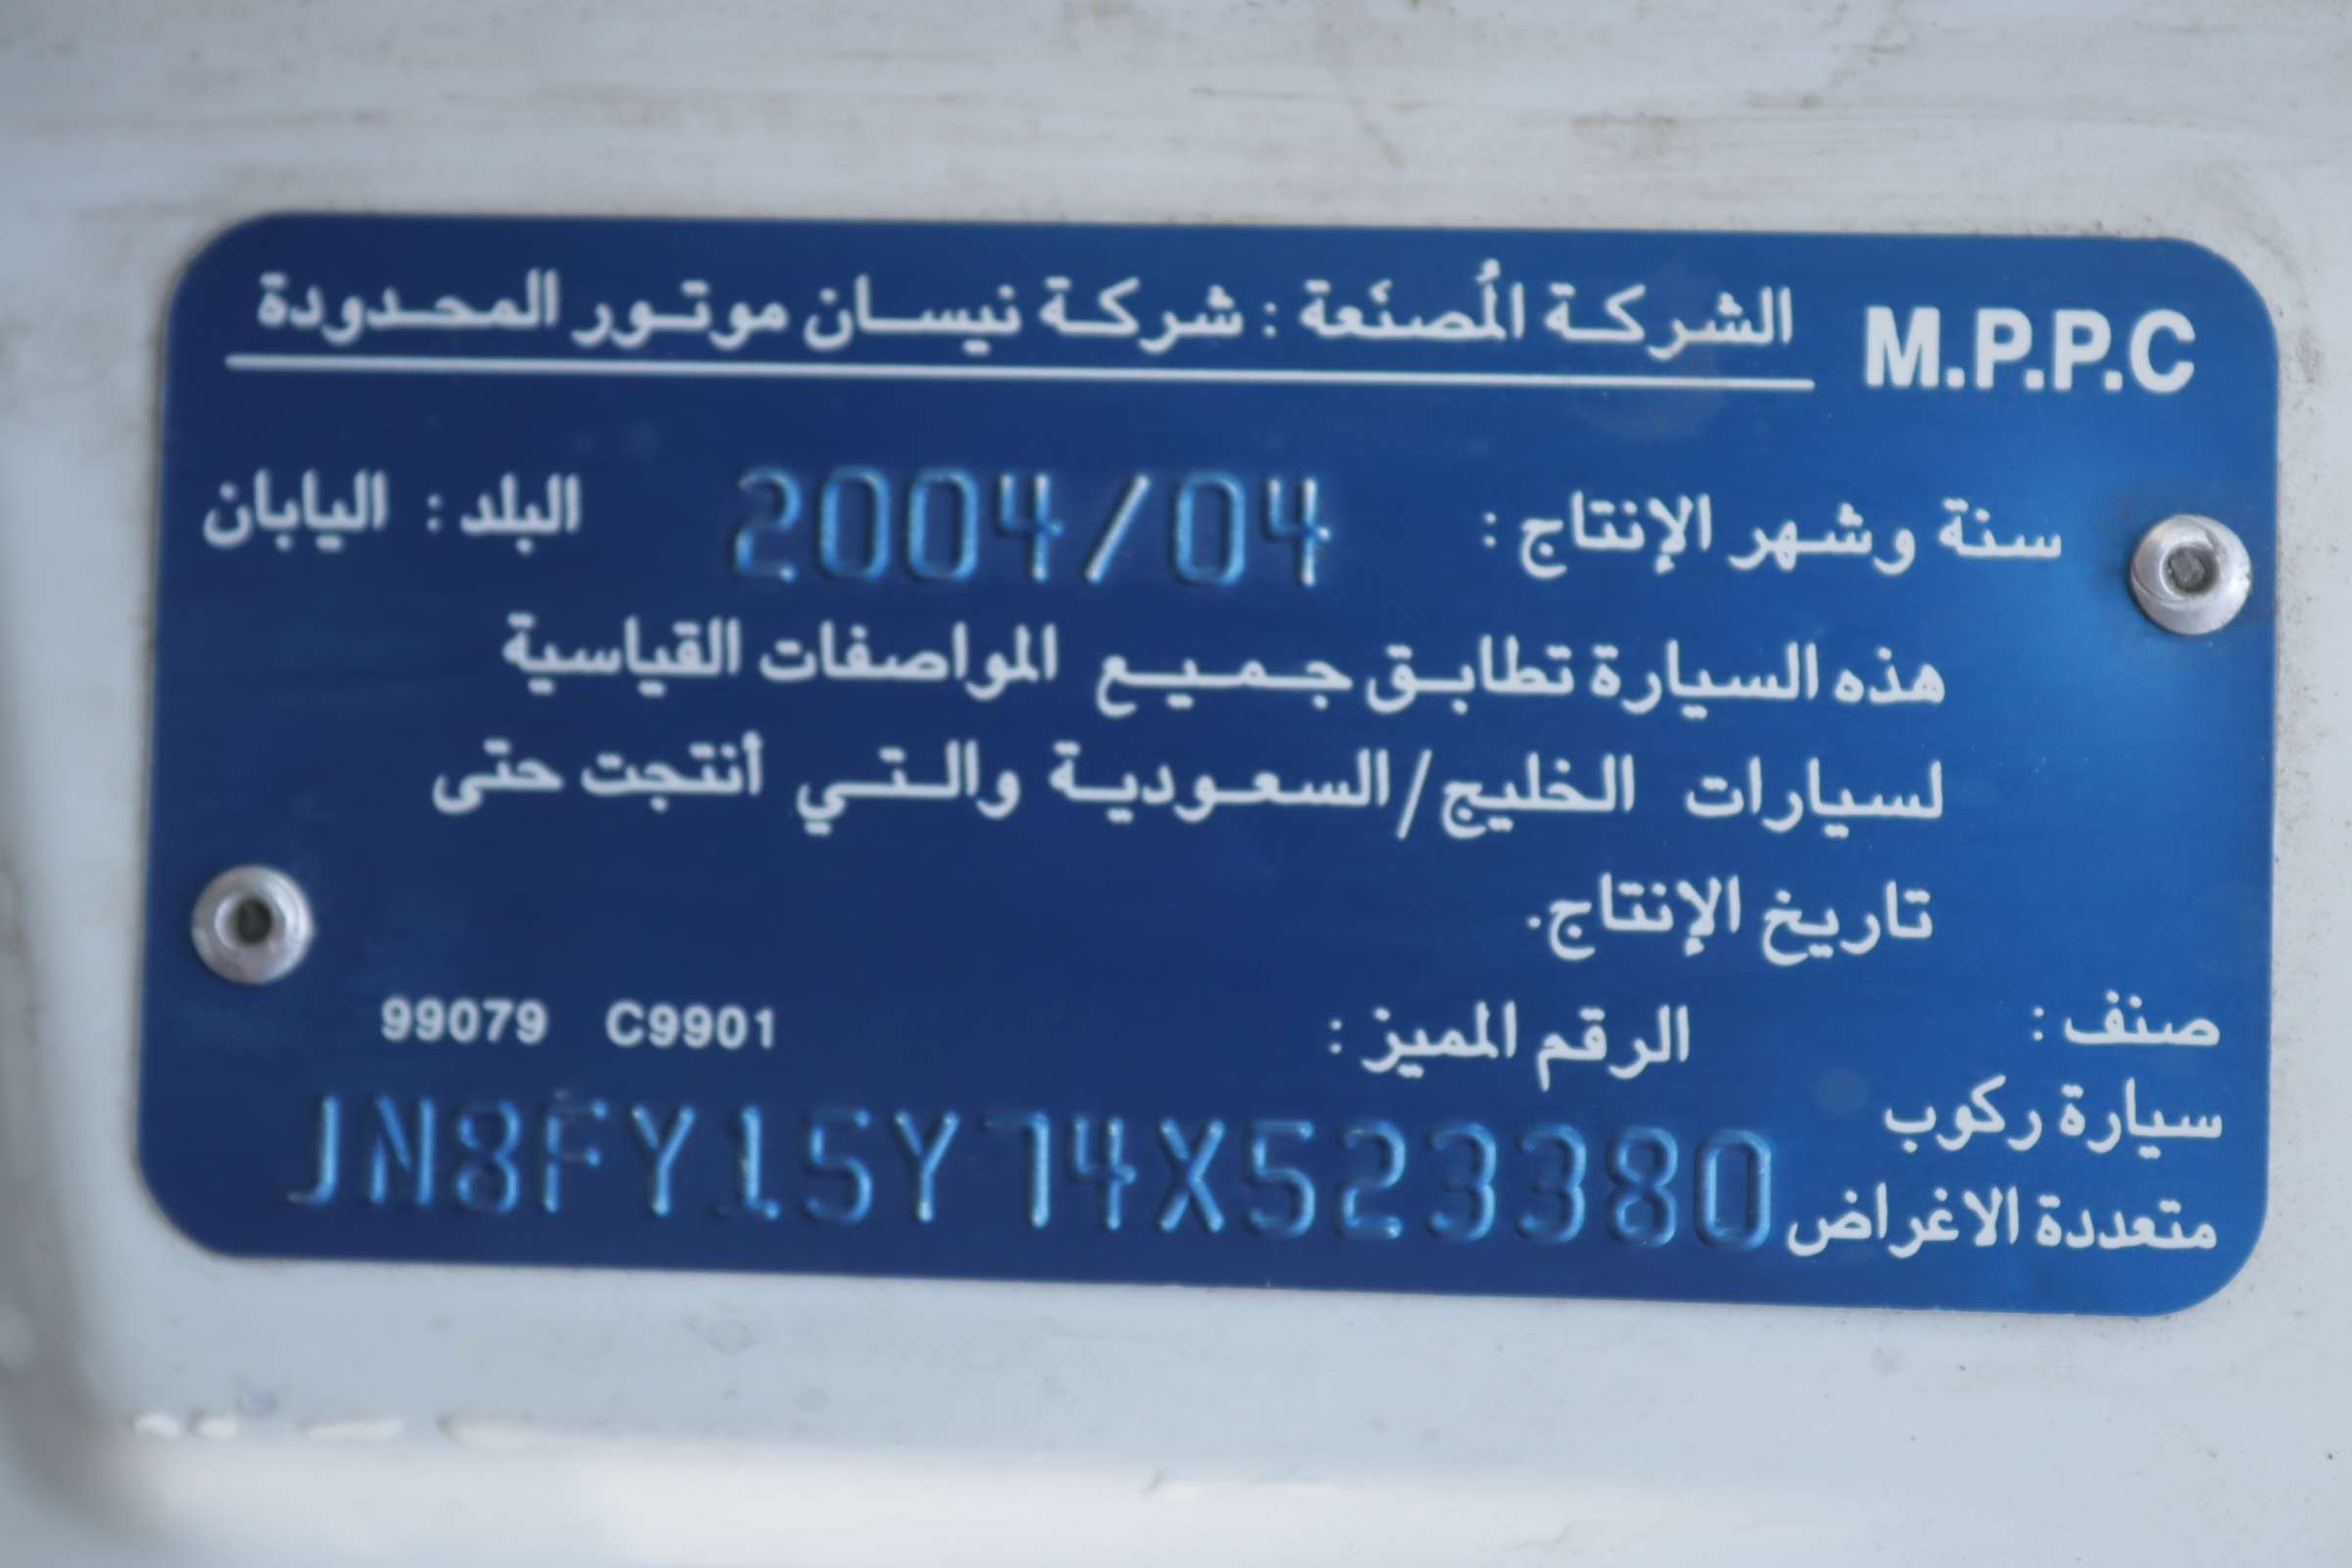 M.P.P.C الشركة المُصنَعة : شركة نيسان موتور المحدودة
سنة وشهر الإنتاج : 2004/04 البلد : اليابان
هذه السيارة تطابق جميع المواصفات القياسية
لسيارات الخليج/السعودية والتي أنتجت حتى
تاريخ الإنتاج.
صنف : الرقم المميز : 99079 C9901
سيارة ركوب
JN8FY1SY74X523380
متعددة الاغراض